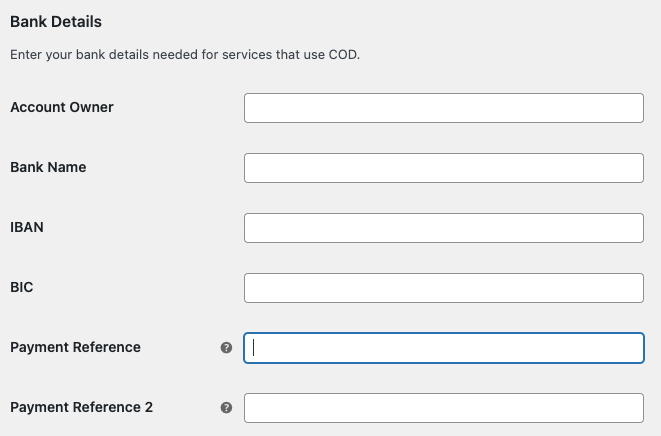 Bank Details
Enter your bank details needed for services that use COD.
Account Owner
Bank Name
IBAN
BIC
Payment Reference ?
Payment Reference 2 ?